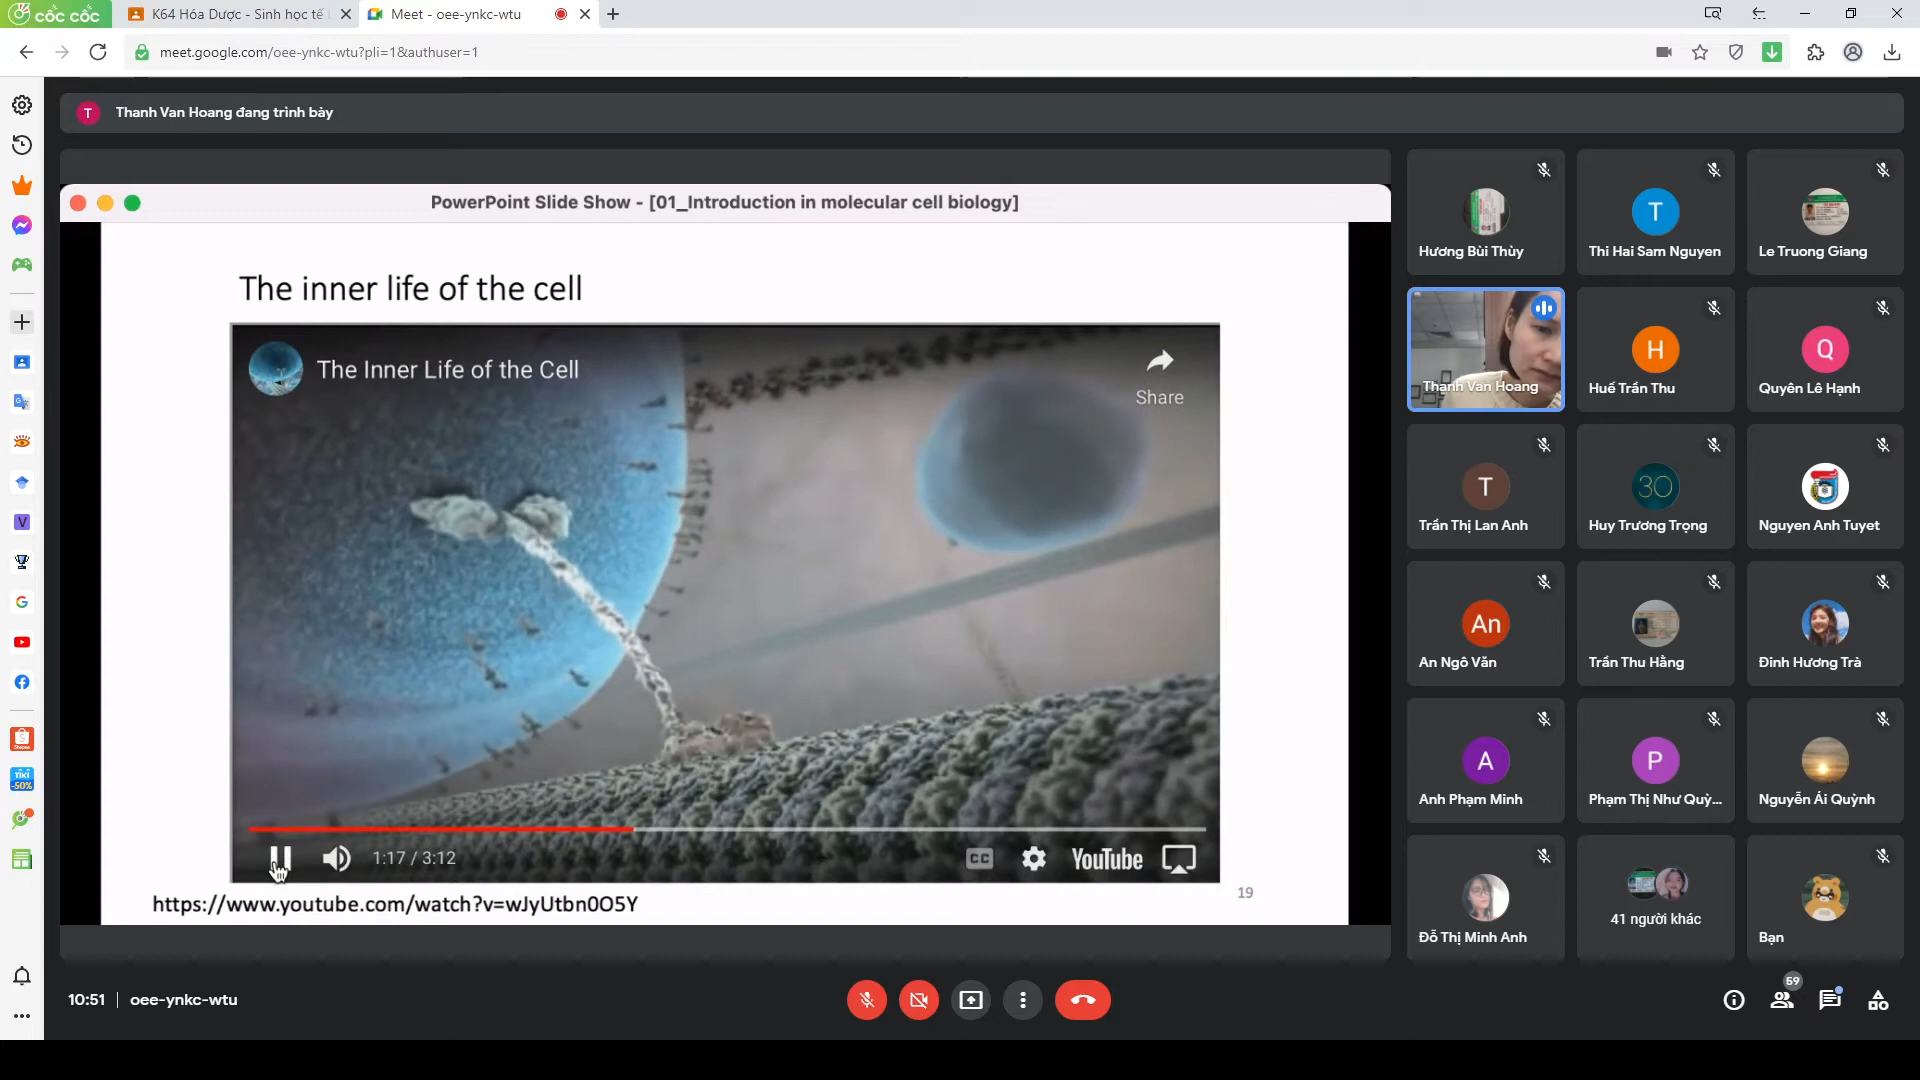 cốc cốc
K64 Hóa Dược - Sinh học tế
Meet - oee-ynkc-wtu
meet.google.com/oee-ynkc-wtu?pli=1&authuser=1
T
Thanh Van Hoang đang trình bày
PowerPoint Slide Show - [01_Introduction in molecular cell biology]
The inner life of the cell
The Inner Life of the Cell
Share
1:17 / 3:12
CC
YouTube
https://www.youtube.com/watch?v=wJyUtbn0O5Y
19
Hương Bùi Thùy
T
Thi Hai Sam Nguyen
Le Truong Giang
Thanh Van Hoang
H
Huế Trần Thu
Q
Quyên Lê Hạnh
T
Trần Thị Lan Anh
30
Huy Trương Trọng
Nguyen Anh Tuyet
An
An Ngô Văn
Trần Thu Hằng
Đinh Hương Trà
A
Anh Phạm Minh
P
Phạm Thị Như Quỳ...
Nguyễn Ái Quỳnh
Đỗ Thị Minh Anh
41 người khác
Bạn
V
G
TIKI
-50%
10:51
oee-ynkc-wtu
59